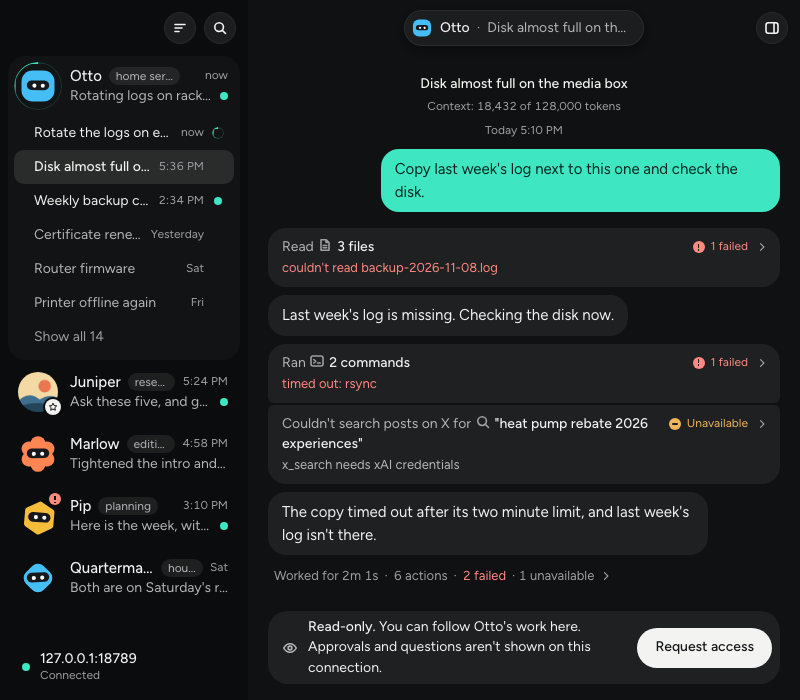 Otto home ser... now
Rotating logs on rack...
Rotate the logs on e... now
Disk almost full o... 5:36 PM
Weekly backup c... 2:34 PM
Certificate rene... Yesterday
Router firmware Sat
Printer offline again Fri
Show all 14
Juniper rese... 5:24 PM
Ask these five, and g...
Marlow editi... 4:58 PM
Tightened the intro and...
Pip planning 3:10 PM
Here is the week, wit...
Quarterma... hou... Sat
Both are on Saturday's r...
127.0.0.1:18789
Connected
Otto · Disk almost full on th...
Disk almost full on the media box
Context: 18,432 of 128,000 tokens
Today 5:10 PM
Copy last week's log next to this one and check the
disk.
Read 3 files 1 failed
couldn't read backup-2026-11-08.log
Last week's log is missing. Checking the disk now.
Ran 2 commands 1 failed
timed out: rsync
Couldn't search posts on X for "heat pump rebate 2026 Unavailable
experiences"
x_search needs xAI credentials
The copy timed out after its two minute limit, and last week's
log isn't there.
Worked for 2m 1s · 6 actions · 2 failed · 1 unavailable
Read-only. You can follow Otto's work here.
Approvals and questions aren't shown on this
connection.
Request access